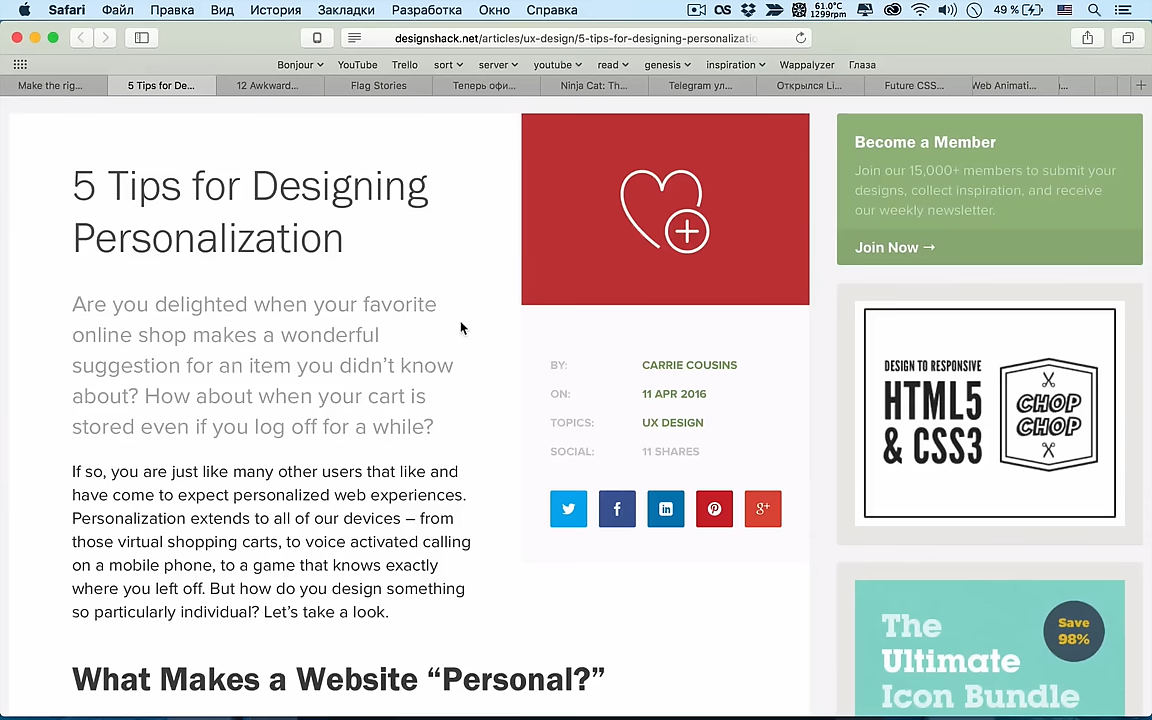 Safari Файл Правка Вид История Закладки Разработка Окно Справка
61.0°C
1299rpm
49 %
designshack.net/articles/ux-design/5-tips-for-designing-personalizatio
Bonjour YouTube Trello sort server youtube read genesis inspiration Wappalyzer Глаза
Make the rig... 5 Tips for De... 12 Awkward... Flag Stories Теперь офи... Ninja Cat: Th... Telegram ул... Открылся Li... Future CSS... Web Animati...
5 Tips for Designing
Personalization
Are you delighted when your favorite
online shop makes a wonderful
suggestion for an item you didn't know
about? How about when your cart is
stored even if you log off for a while?
If so, you are just like many other users that like and
have come to expect personalized web experiences.
Personalization extends to all of our devices – from
those virtual shopping carts, to voice activated calling
on a mobile phone, to a game that knows exactly
where you left off. But how do you design something
so particularly individual? Let's take a look.
What Makes a Website “Personal?”
BY: CARRIE COUSINS
ON: 11 APR 2016
TOPICS: UX DESIGN
SOCIAL: 11 SHARES
Become a Member
Join our 15,000+ members to submit your
designs, collect inspiration, and receive
our weekly newsletter.
Join Now →
DESIGN TO RESPONSIVE
HTML5
& CSS3
CHOP
CHOP
The
Ultimate
Icon Bundle
Save
98%